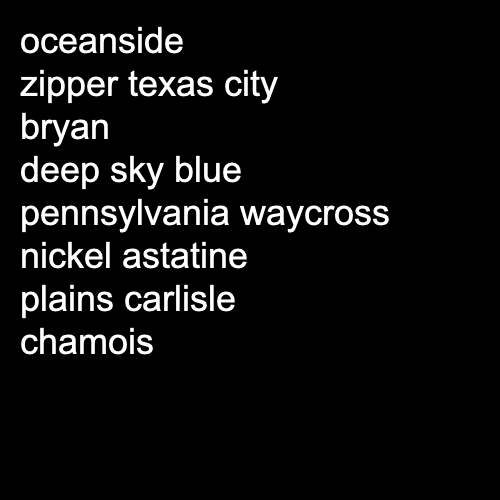 oceanside
zipper texas city
bryan
deep sky blue
pennsylvania waycross
nickel astatine
plains carlisle
chamois